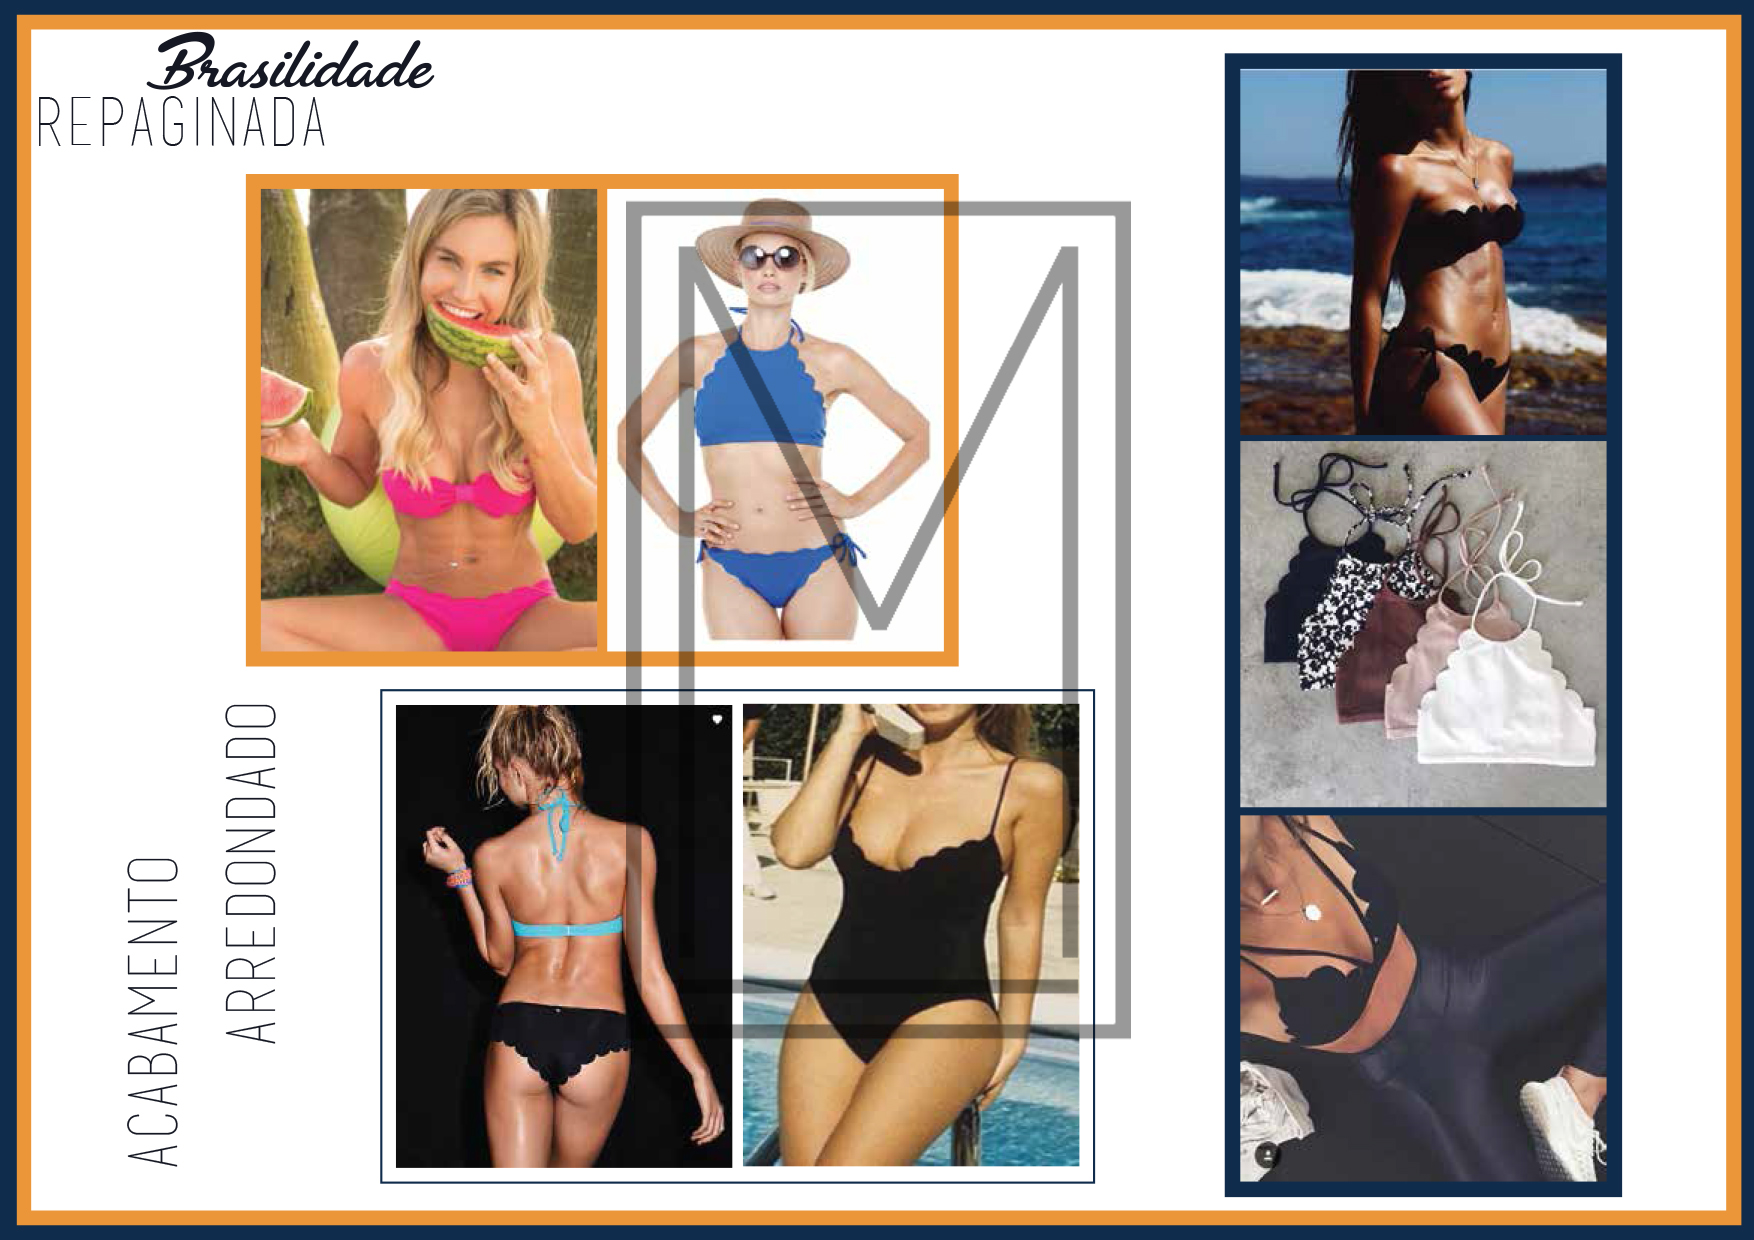 Brasilidade
REPAGINADA
ACABAMENTO
ARREDONDADO
M